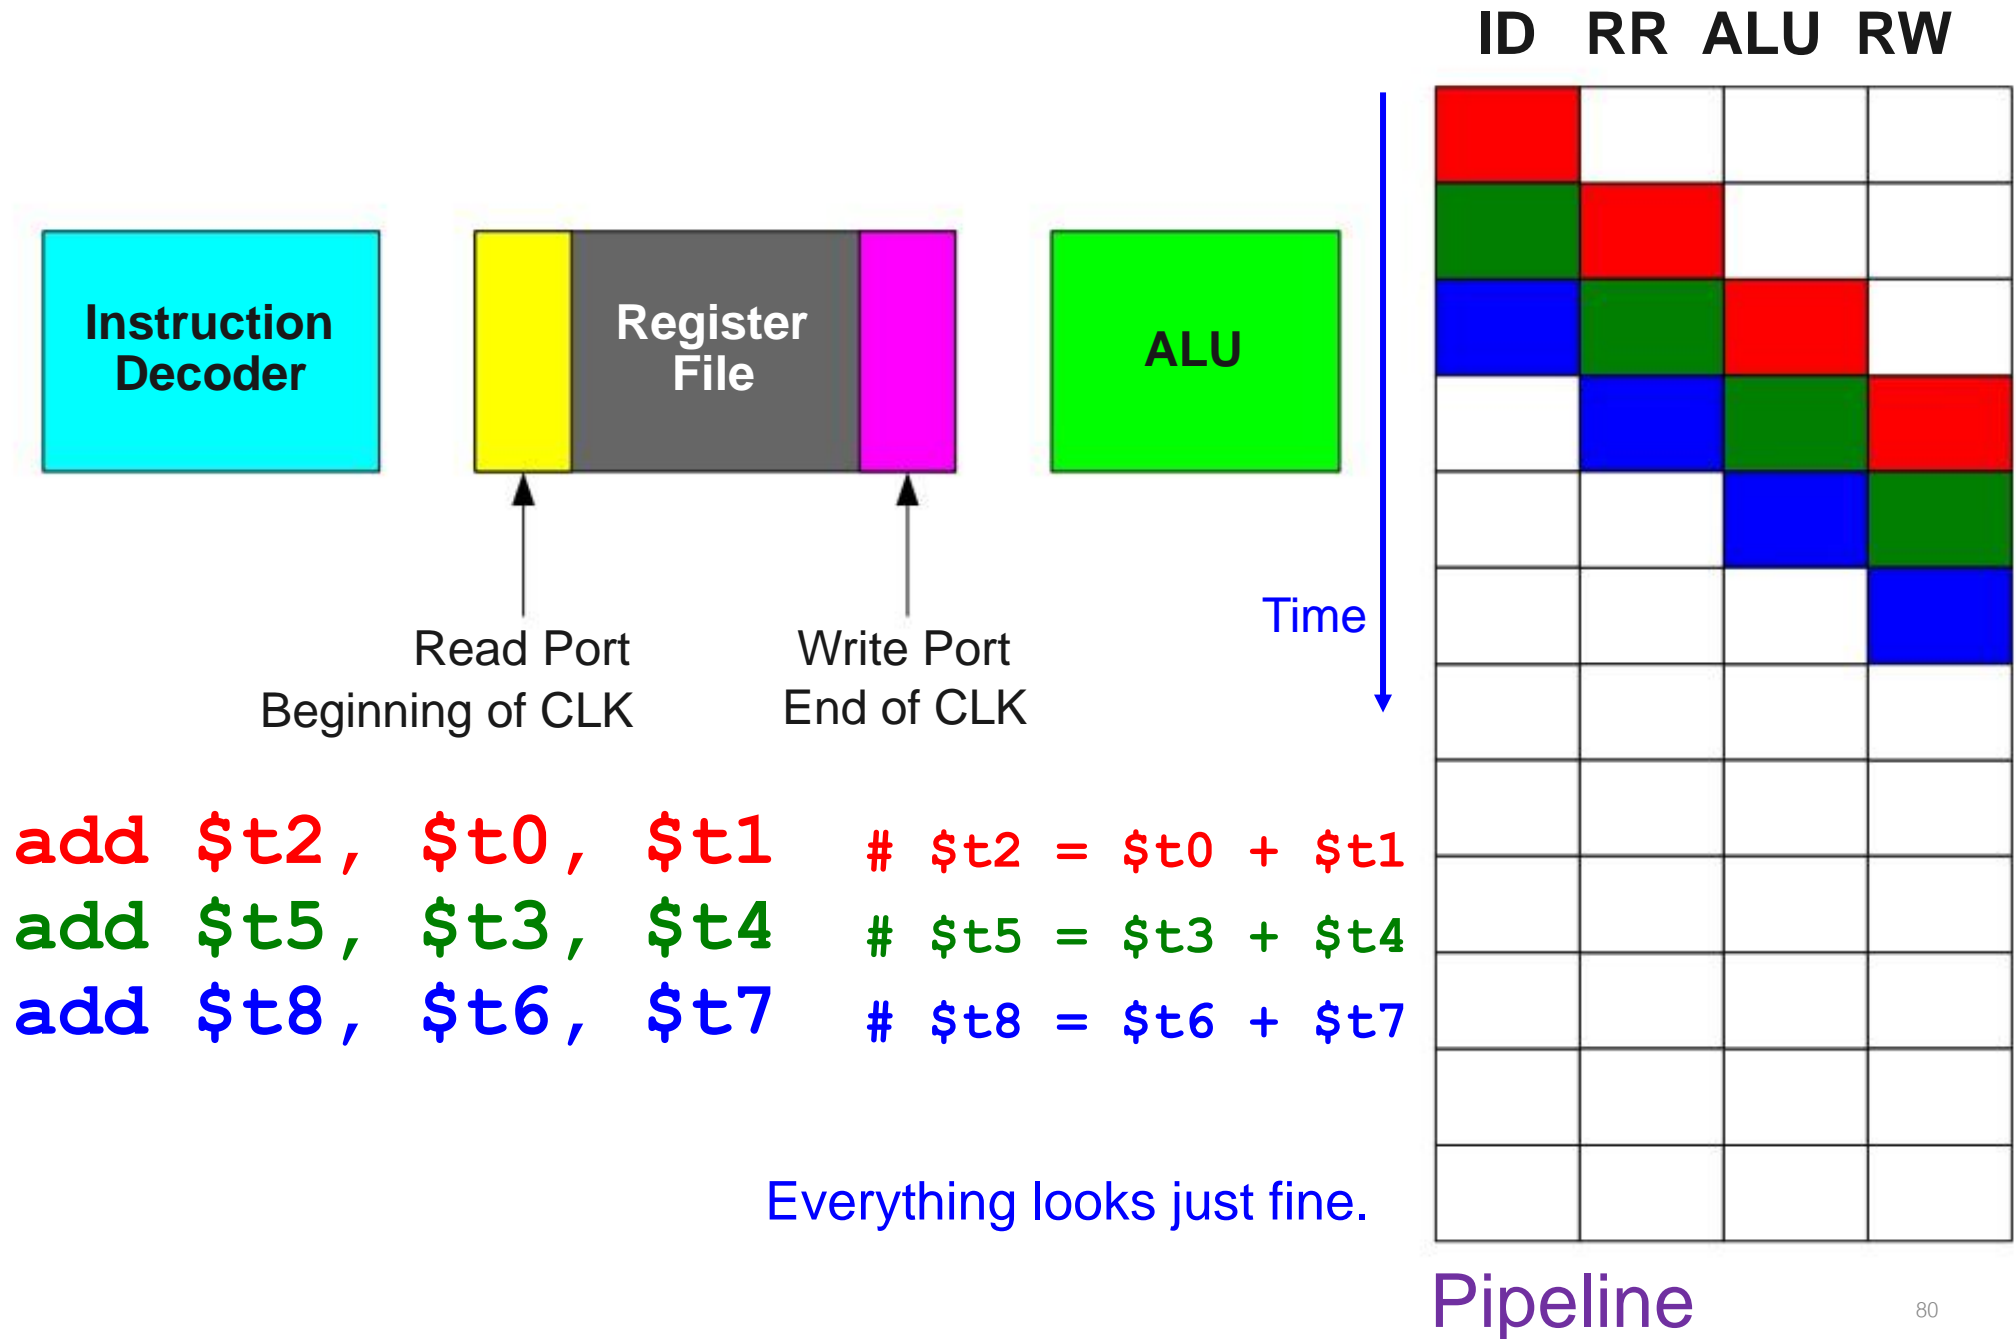 ID RR ALU RW
Instruction
Decoder
Register
File
ALU
Time
Read Port
Beginning of CLK
Write Port
End of CLK
add $t2, $t0, $t1 # $t2 = $t0 + $t1
add $t5, $t3, $t4 # $t5 = $t3 + $t4
add $t8, $t6, $t7 # $t8 = $t6 + $t7
Everything looks just fine.
Pipeline
80